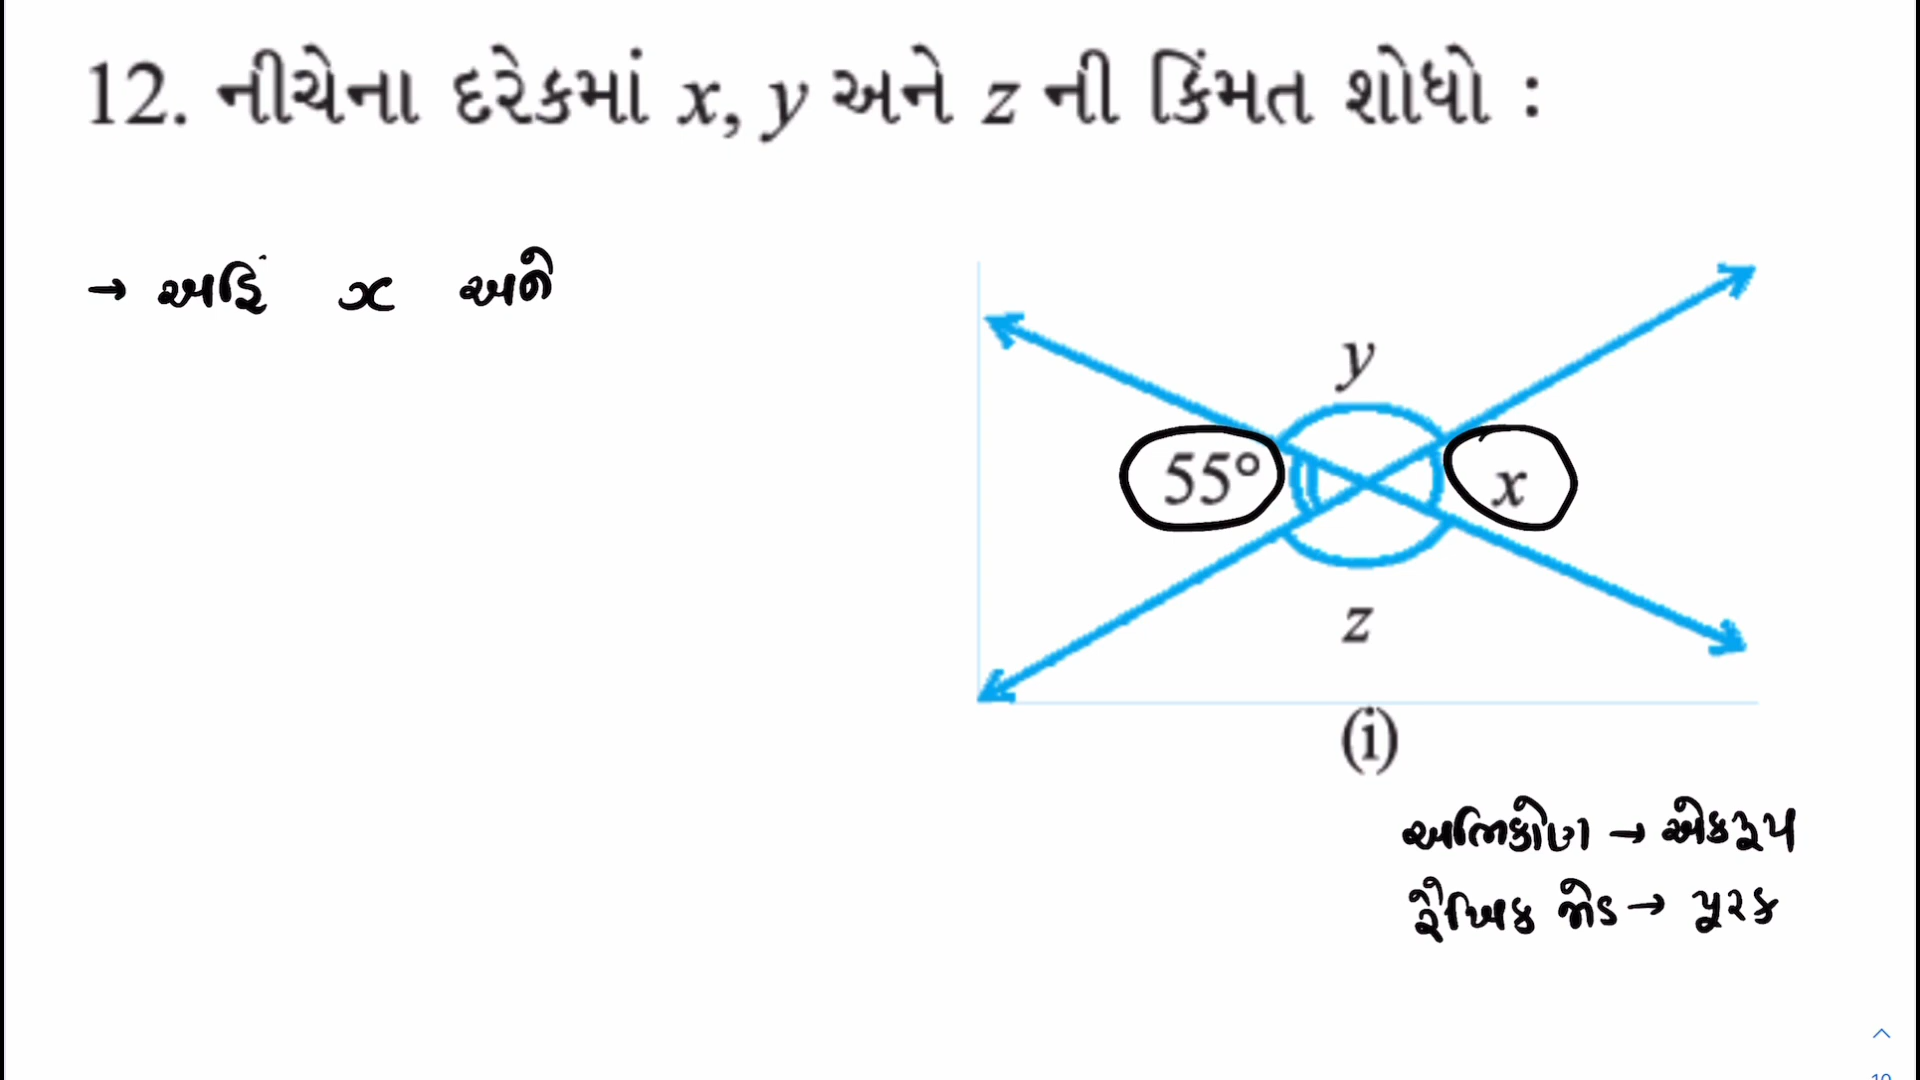 12. નીચેના દરેકમાં x, y અને z ની કિંમત શોધો :
→ અહિં x અને
y
55°
x
z
(i)
અભિકોણ → એકરૂપ
રૈખિક જોડ → પુરક